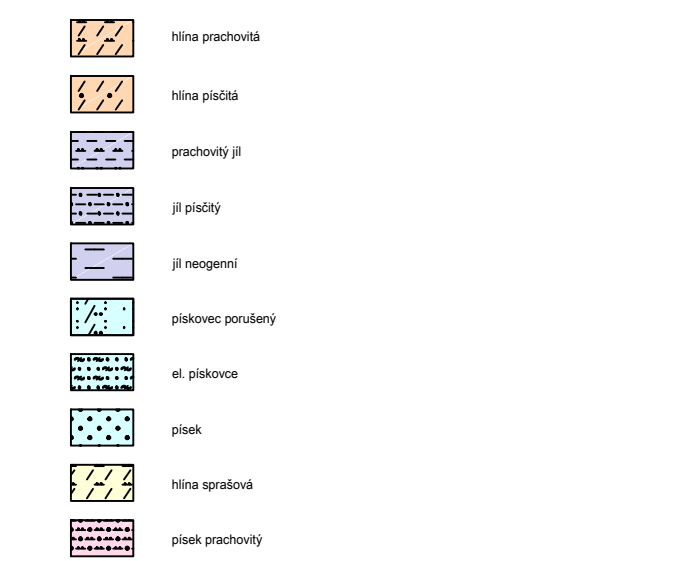 hlína prachovitá
hlína písčitá
prachovitý jíl
jíl písčitý
jíl neogenní
pískovec porušený
el. pískovce
písek
hlína sprašová
písek prachovitý